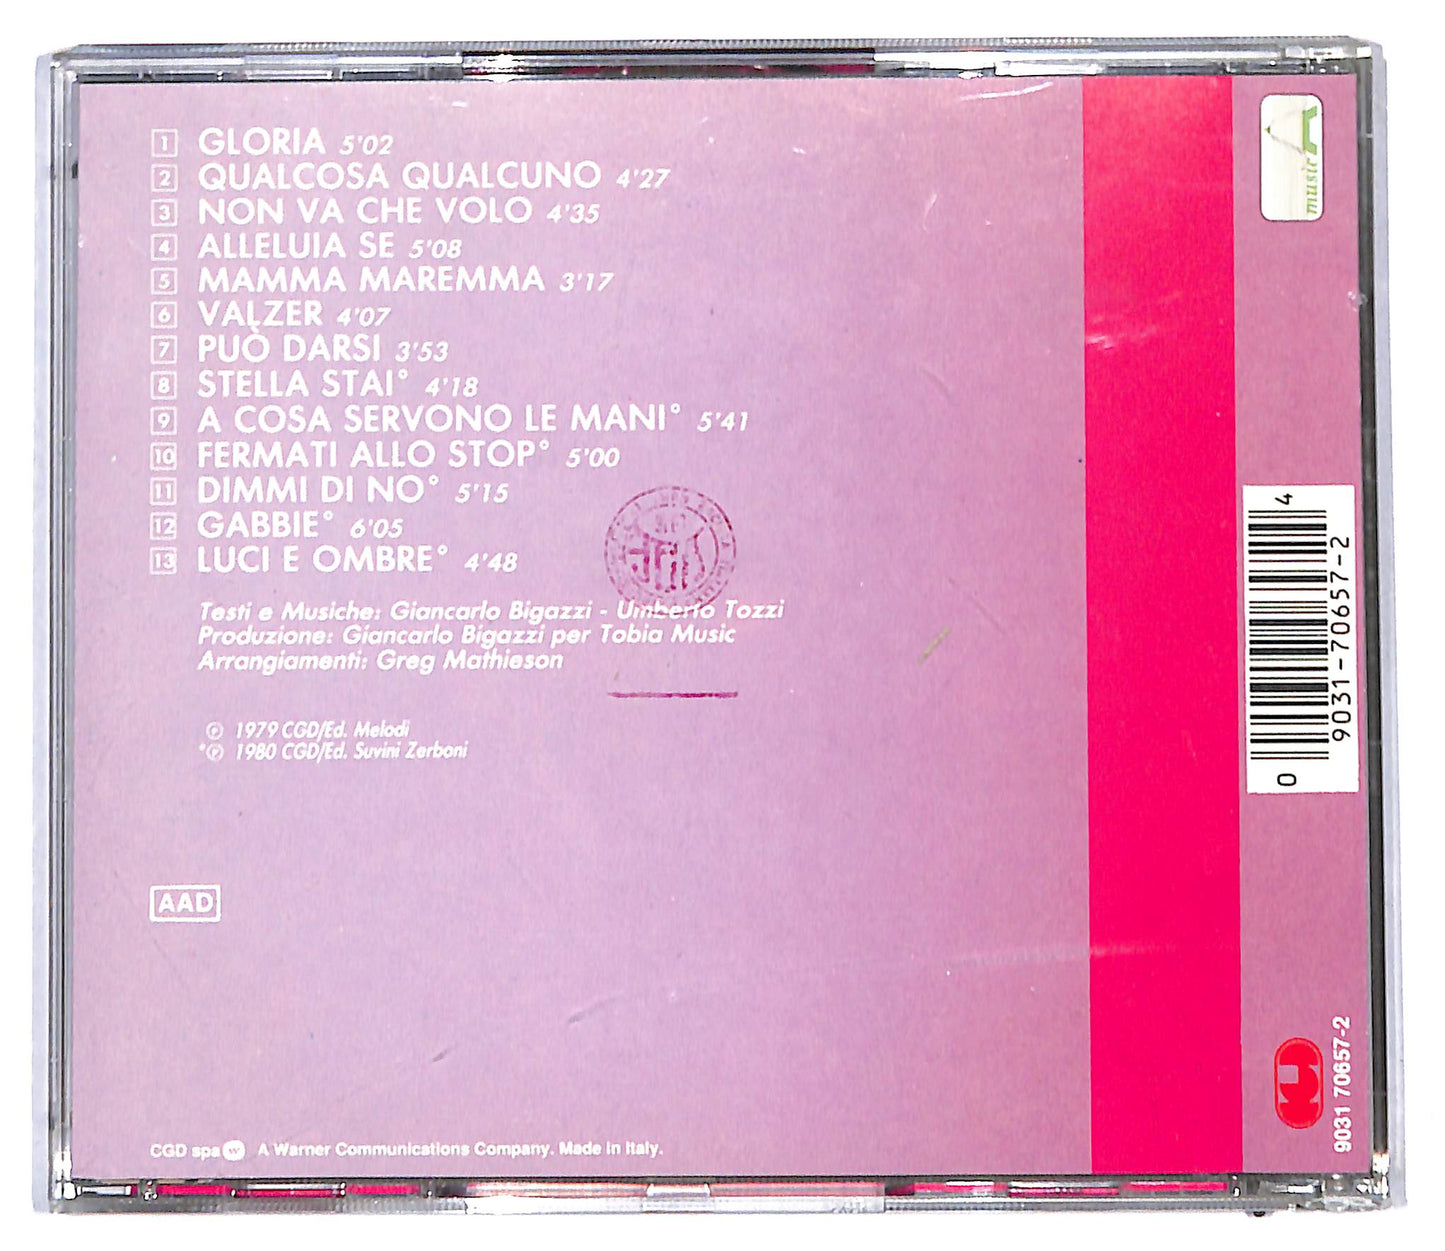 1 GLORIA 5'02
2 QUALCOSA QUALCUNO 4'27
3 NON VA CHE VOLO 4'35
4 ALLELUIA SE 5'08
5 MAMMA MAREMMA 3'17
6 VALZER 4'07
7 PUÒ DARSI 3'53
8 STELLA STAI° 4'18
9 A COSA SERVONO LE MANI° 5'41
10 FERMATI ALLO STOP° 5'00
11 DIMMI DI NO° 5'15
12 GABBIE° 6'05
13 LUCI E OMBRE° 4'48
Testi e Musiche: Giancarlo Bigazzi - Umberto Tozzi
Produzione: Giancarlo Bigazzi per Tobia Music
Arrangiamenti: Greg Mathieson
℗ 1979 CGD/Ed. Melodi
°℗ 1980 CGD/Ed. Suvini Zerboni
AAD
CGD spa A Warner Communications Company. Made in Italy.
music A
0 9031-70657-2 4
9031 70657-2